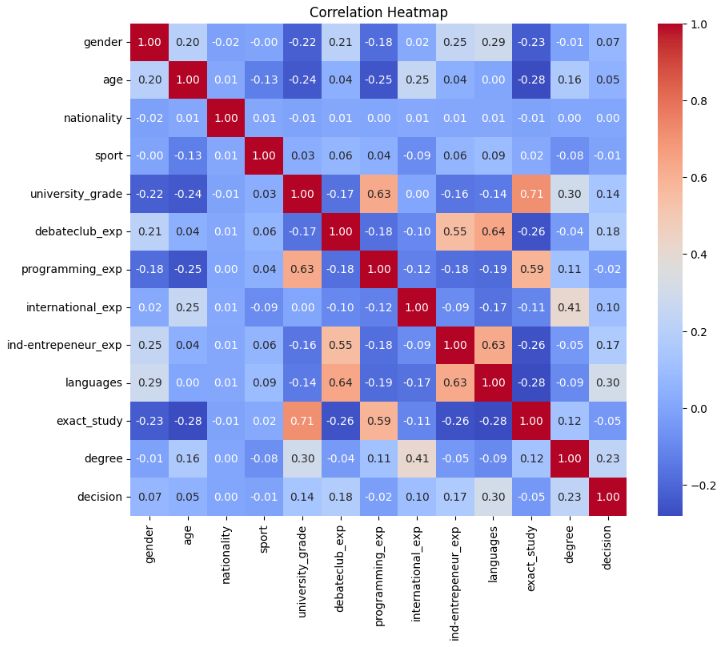 Correlation Heatmap
gender 1.00 0.20 -0.02 -0.00 -0.22 0.21 -0.18 0.02 0.25 0.29 -0.23 -0.01 0.07
age 0.20 1.00 0.01 -0.13 -0.24 0.04 -0.25 0.25 0.04 0.00 -0.28 0.16 0.05
nationality -0.02 0.01 1.00 0.01 -0.01 0.01 0.00 0.01 0.01 0.01 -0.01 0.00 0.00
sport -0.00 -0.13 0.01 1.00 0.03 0.06 0.04 -0.09 0.06 0.09 0.02 -0.08 -0.01
university_grade -0.22 -0.24 -0.01 0.03 1.00 -0.17 0.63 0.00 -0.16 -0.14 0.71 0.30 0.14
debateclub_exp 0.21 0.04 0.01 0.06 -0.17 1.00 -0.18 -0.10 0.55 0.64 -0.26 -0.04 0.18
programming_exp -0.18 -0.25 0.00 0.04 0.63 -0.18 1.00 -0.12 -0.18 -0.19 0.59 0.11 -0.02
international_exp 0.02 0.25 0.01 -0.09 0.00 -0.10 -0.12 1.00 -0.09 -0.17 -0.11 0.41 0.10
ind-entrepeneur_exp 0.25 0.04 0.01 0.06 -0.16 0.55 -0.18 -0.09 1.00 0.63 -0.26 -0.05 0.17
languages 0.29 0.00 0.01 0.09 -0.14 0.64 -0.19 -0.17 0.63 1.00 -0.28 -0.09 0.30
exact_study -0.23 -0.28 -0.01 0.02 0.71 -0.26 0.59 -0.11 -0.26 -0.28 1.00 0.12 -0.05
degree -0.01 0.16 0.00 -0.08 0.30 -0.04 0.11 0.41 -0.05 -0.09 0.12 1.00 0.23
decision 0.07 0.05 0.00 -0.01 0.14 0.18 -0.02 0.10 0.17 0.30 -0.05 0.23 1.00
gender
age
nationality
sport
university_grade
debateclub_exp
programming_exp
international_exp
ind-entrepeneur_exp
languages
exact_study
degree
decision
1.0
0.8
0.6
0.4
0.2
0.0
−0.2